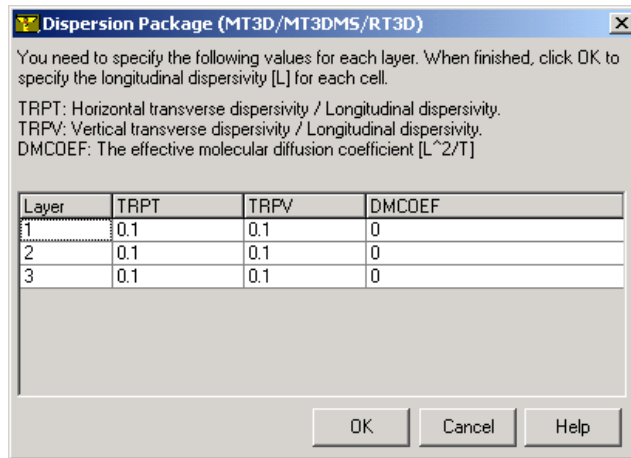 Dispersion Package (MT3D/MT3DMS/RT3D)
You need to specify the following values for each layer. When finished, click OK to
specify the longitudinal dispersivity [L] for each cell.
TRPT: Horizontal transverse dispersivity / Longitudinal dispersivity.
TRPV: Vertical transverse dispersivity / Longitudinal dispersivity.
DMCOEF: The effective molecular diffusion coefficient [L^2/T]
Layer TRPT TRPV DMCOEF
1 0.1 0.1 0
2 0.1 0.1 0
3 0.1 0.1 0
OK Cancel Help